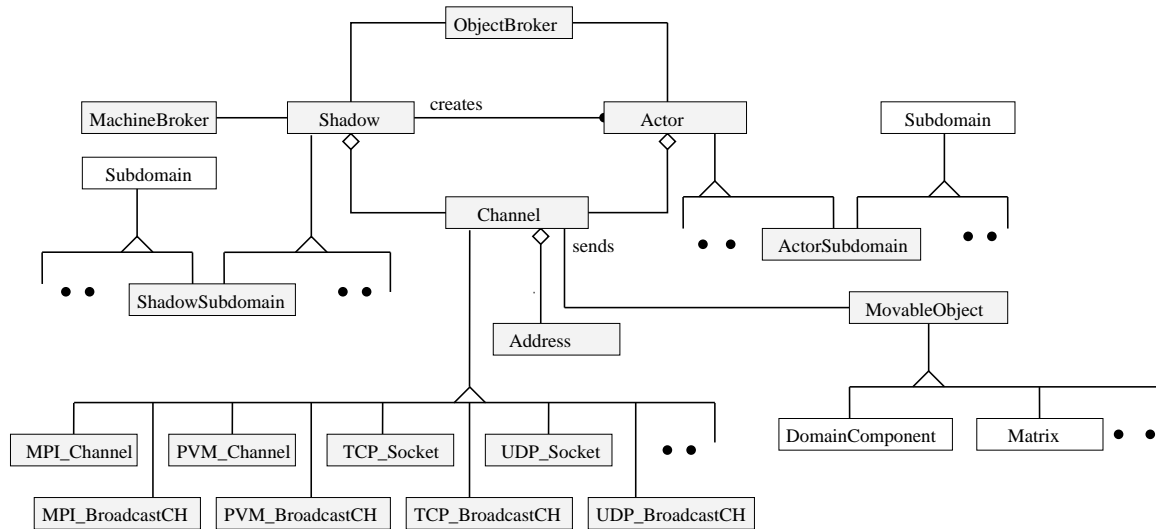 ObjectBroker
MachineBroker
Shadow
creates
Actor
Subdomain
Subdomain
Channel
sends
ActorSubdomain
ShadowSubdomain
MovableObject
Address
MPI_Channel
PVM_Channel
TCP_Socket
UDP_Socket
DomainComponent
Matrix
MPI_BroadcastCH
PVM_BroadcastCH
TCP_BroadcastCH
UDP_BroadcastCH